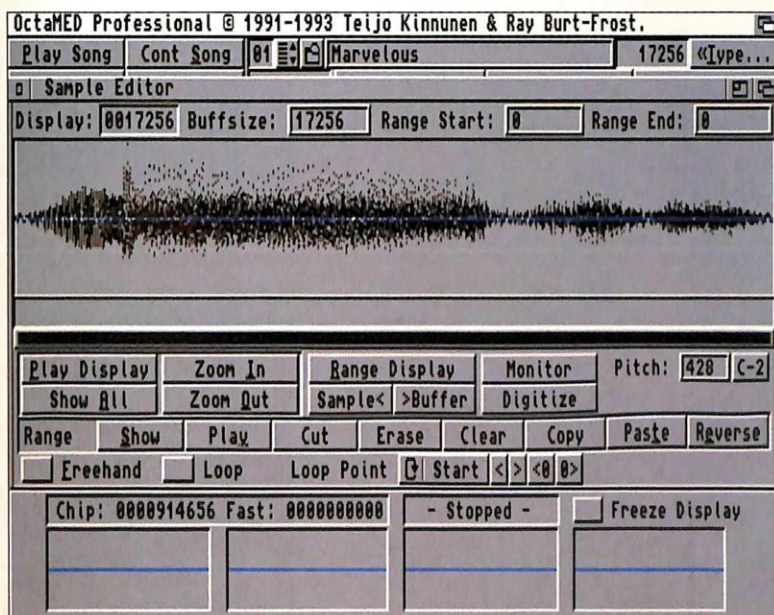 OctaMED Professional © 1991-1993 Teijo Kinnunen & Ray Burt-Frost.
Play Song Cont Song 01 Marvelous 17256 «Type...
Sample Editor
Display: 0017256 Buffsize: 17256 Range Start: 0 Range End: 0
Play Display Zoom In Range Display Monitor Pitch: 428 C-2
Show All Zoom Out Sample< >Buffer Digitize
Range Show Play Cut Erase Clear Copy Paste Reverse
Freehand Loop Loop Point Start < > <0 0>
Chip: 0000914656 Fast: 0000000000 - Stopped - Freeze Display